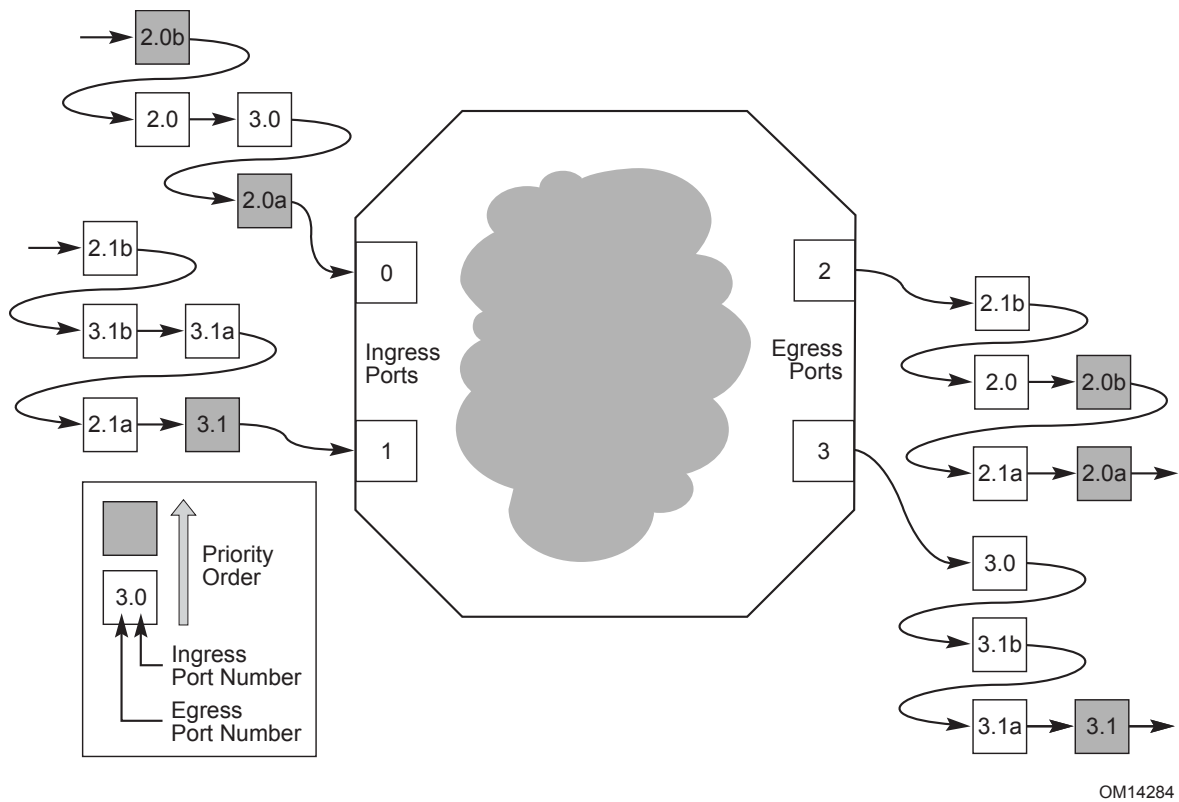 2.0b
2.0
3.0
2.0a
2.1b
3.1b
3.1a
2.1a
3.1
0
Ingress
Ports
1
2
Egress
Ports
3
2.1b
2.0
2.0b
2.1a
2.0a
3.0
3.1b
3.1a
3.1
Priority
Order
3.0
Ingress
Port Number
Egress
Port Number
OM14284